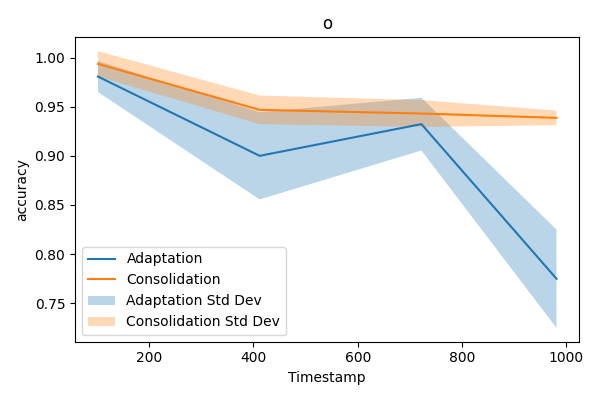 o
1.00
0.95
0.90
0.85
0.80
0.75
accuracy
Adaptation
Consolidation
Adaptation Std Dev
Consolidation Std Dev
200
400
600
800
1000
Timestamp